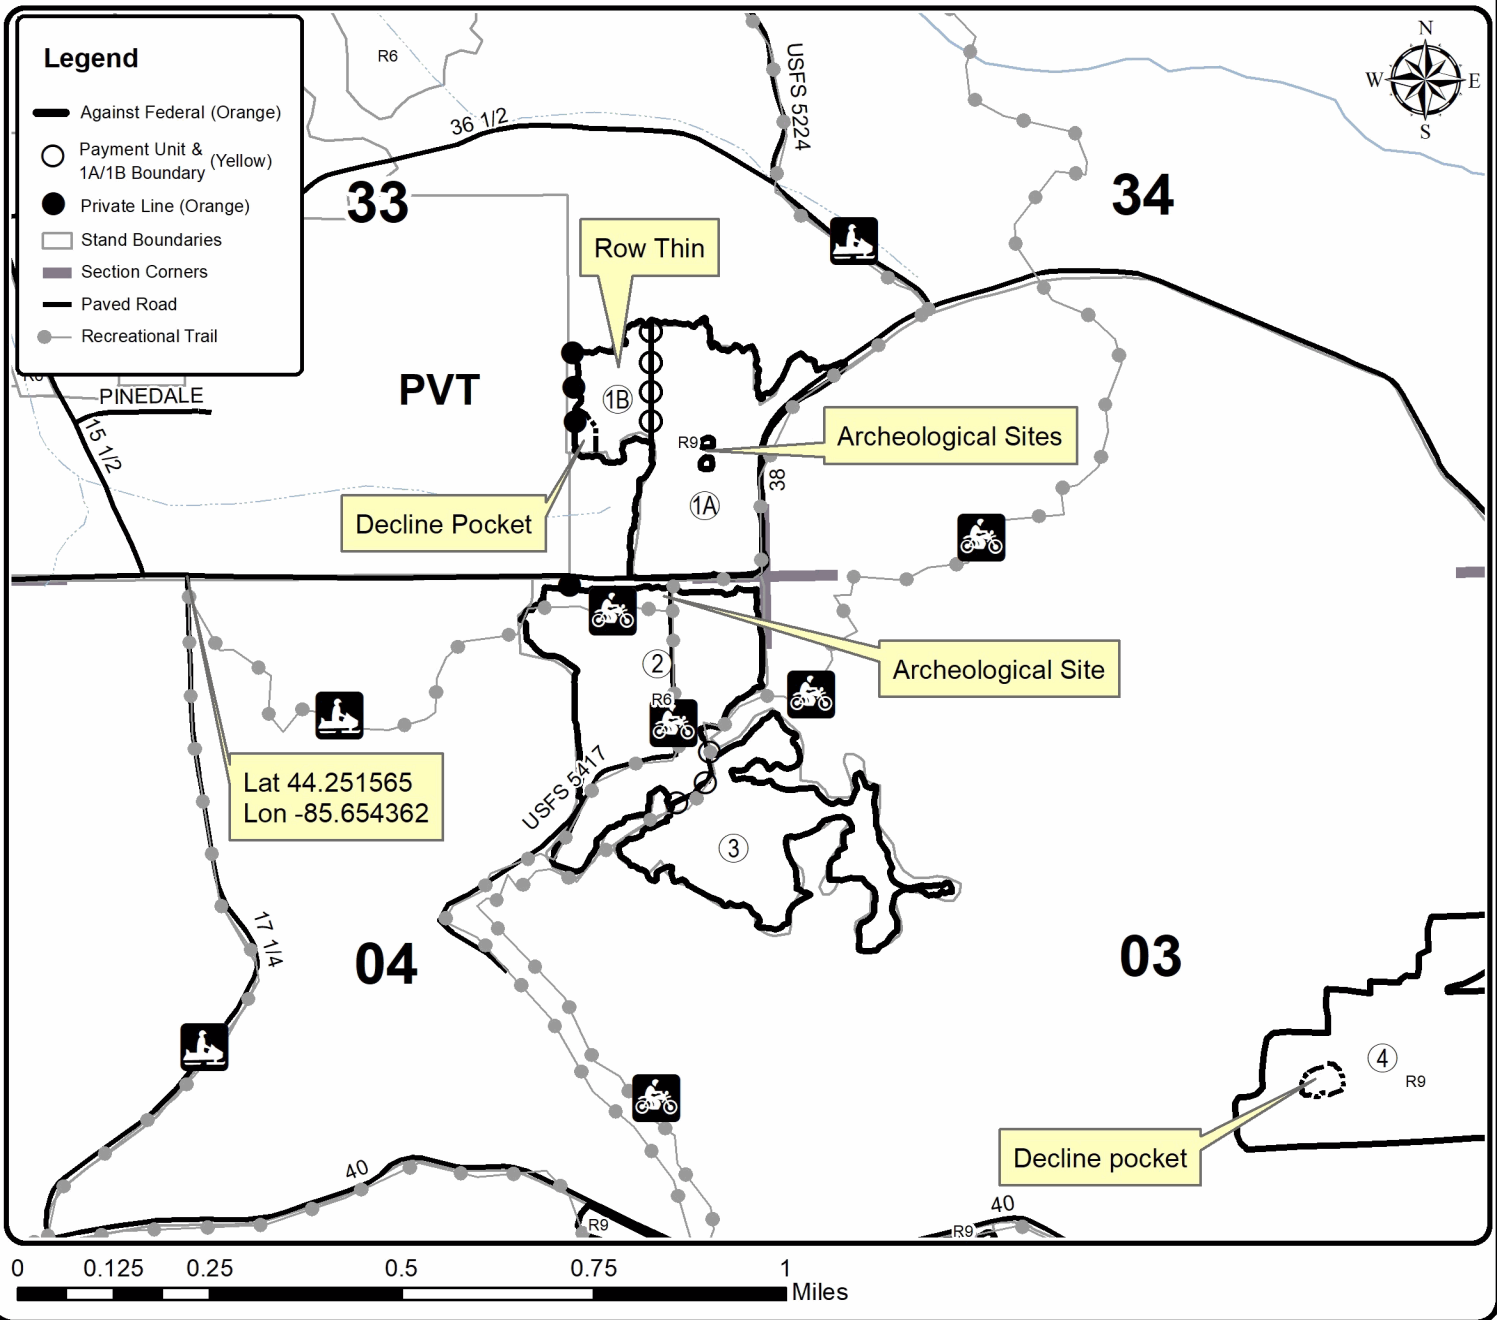 Legend
Against Federal (Orange)
Payment Unit &
1A/1B Boundary (Yellow)
Private Line (Orange)
Stand Boundaries
Section Corners
Paved Road
Recreational Trail
N
W E
S
R6
36 1/2
USFS 5224
33
34
Row Thin
PVT
PINEDALE
15 1/2
1B
Archeological Sites
R9
38
1A
Decline Pocket
2
Archeological Site
R6
Lat 44.251565
Lon -85.654362
USFS 5417
3
17 1/4
04
03
4
R9
Decline pocket
40
R9
40
R9
0 0.125 0.25 0.5 0.75 1
Miles